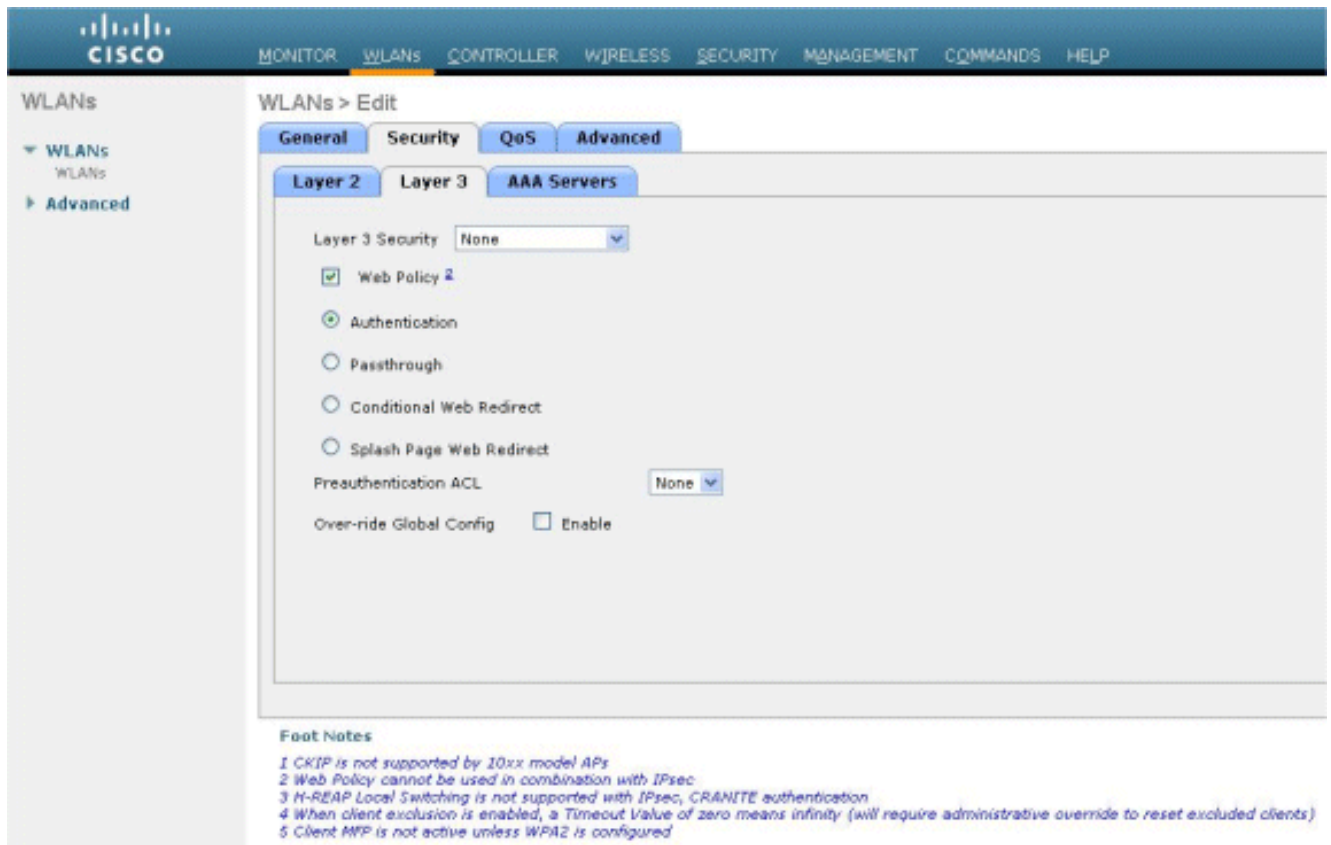 CISCO
MONITOR WLANs CONTROLLER WIRELESS SECURITY MANAGEMENT COMMANDS HELP
WLANs
WLANs
WLANs
Advanced
WLANs > Edit
General Security QoS Advanced
Layer 2 Layer 3 AAA Servers
Layer 3 Security None
Web Policy 2
Authentication
Passthrough
Conditional Web Redirect
Splash Page Web Redirect
Preauthentication ACL None
Over-ride Global Config Enable
Foot Notes
1 CKIP is not supported by 10xx model APs
2 Web Policy cannot be used in combination with IPsec
3 H-REAP Local Switching is not supported with IPsec, CRANITE authentication
4 When client exclusion is enabled, a Timeout Value of zero means infinity (will require administrative override to reset excluded clients)
5 Client MFP is not active unless WPA2 is configured